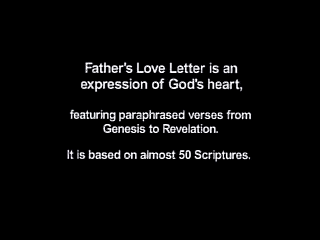 Father's Love Letter is an
expression of God's heart,
featuring paraphrased verses from
Genesis to Revelation.
It is based on almost 50 Scriptures.